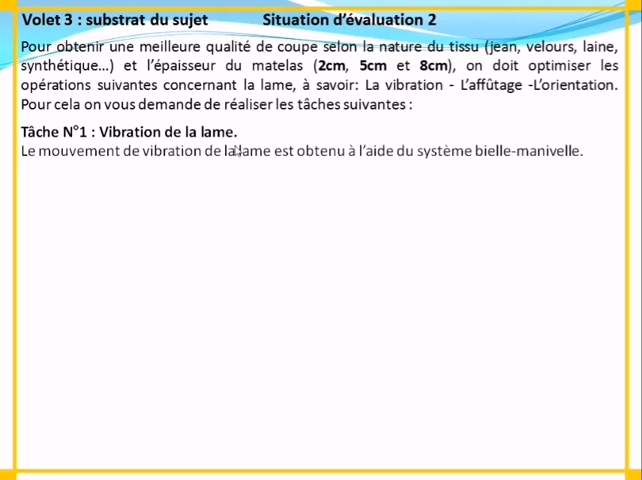 Volet 3 : substrat du sujet Situation d'évaluation 2
Pour obtenir une meilleure qualité de coupe selon la nature du tissu (jean, velours, laine,
synthétique...) et l'épaisseur du matelas (2cm, 5cm et 8cm), on doit optimiser les
opérations suivantes concernant la lame, à savoir: La vibration - L'affûtage -L'orientation.
Pour cela on vous demande de réaliser les tâches suivantes :
Tâche N°1 : Vibration de la lame.
Le mouvement de vibration de la lame est obtenu à l'aide du système bielle-manivelle.